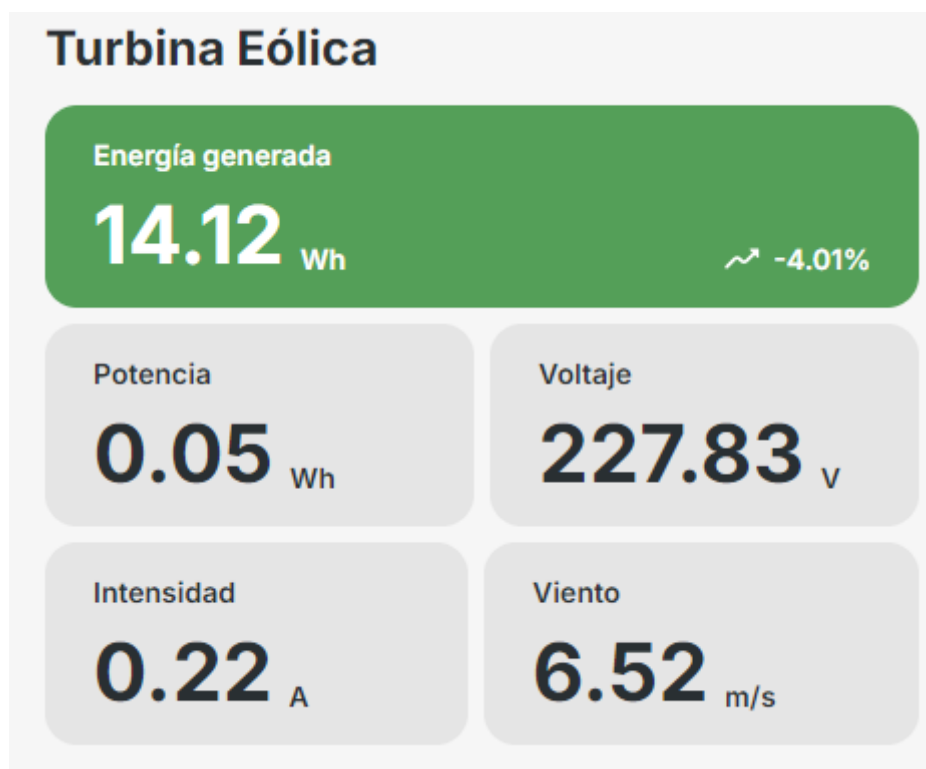 Turbina Eólica
Energía generada
14.12 Wh
-4.01%
Potencia
0.05 Wh
Voltaje
227.83 V
Intensidad
0.22 A
Viento
6.52 m/s